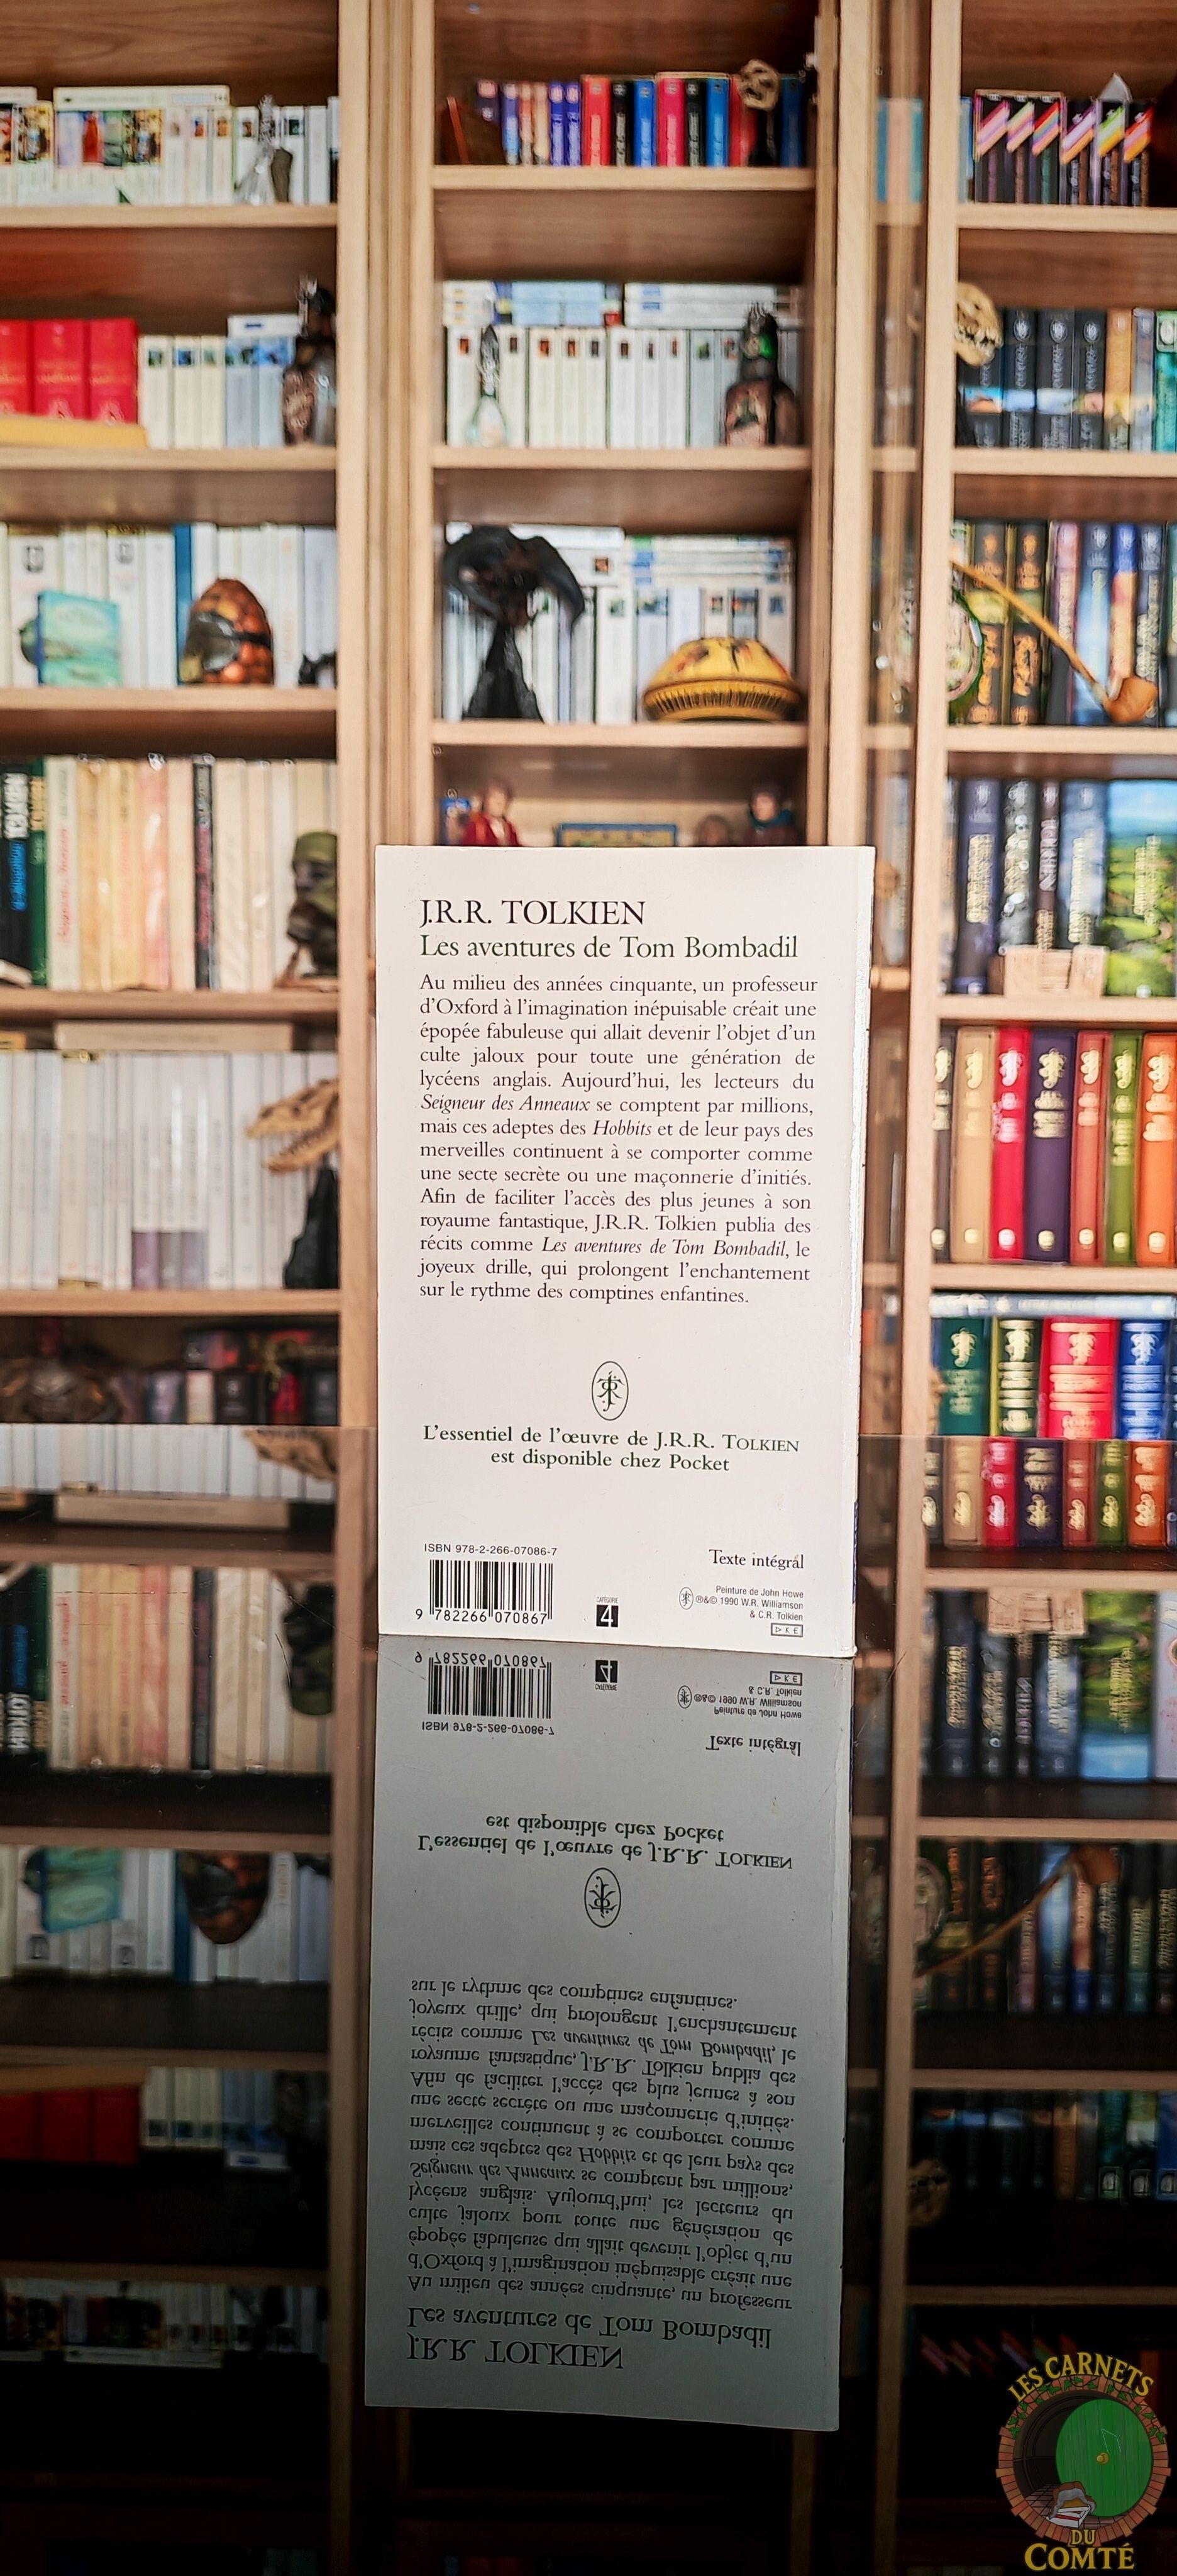 J.R.R. TOLKIEN
Les aventures de Tom Bombadil
Au milieu des années cinquante, un professeur
d'Oxford à l'imagination inépuisable créait une
épopée fabuleuse qui allait devenir l'objet d'un
culte jaloux pour toute une génération de
lycéens anglais. Aujourd'hui, les lecteurs du
Seigneur des Anneaux se comptent par millions,
mais ces adeptes des Hobbits et de leur pays des
merveilles continuent à se comporter comme
une secte secrète ou une maçonnerie d'initiés.
Afin de faciliter l'accès des plus jeunes à son
royaume fantastique, J.R.R. Tolkien publia des
récits comme Les aventures de Tom Bombadil, le
joyeux drille, qui prolongent l'enchantement
sur le rythme des comptines enfantines.
L'essentiel de l'œuvre de J.R.R. TOLKIEN
est disponible chez Pocket
ISBN 978-2-266-07086-7
9 782266 070867
CATÉGORIE
4
Texte intégral
Peinture de John Howe
®&© 1990 W.R. Williamson
& C.R. Tolkien
LES CARNETS
DU
COMTÉ